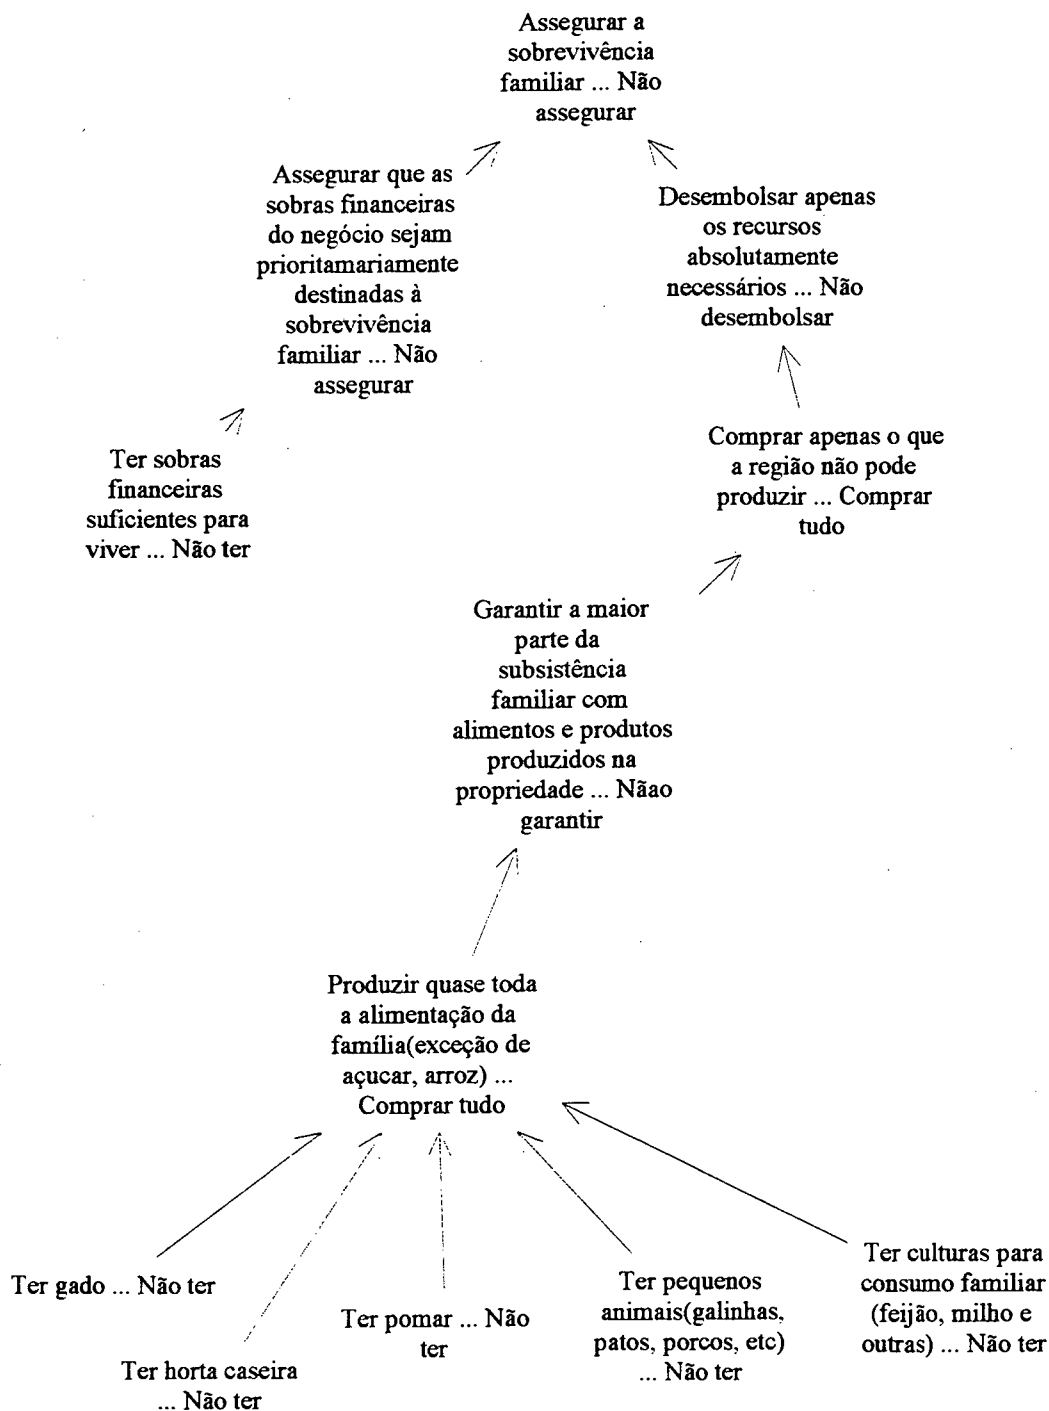 Assegurar a
sobrevivência
familiar ... Não
assegurar
Assegurar que as
sobras financeiras
do negócio sejam
prioritamariamente
destinadas à
sobrevivência
familiar ... Não
assegurar
Desembolsar apenas
os recursos
absolutamente
necessários ... Não
desembolsar
Ter sobras
financeiras
suficientes para
viver ... Não ter
Comprar apenas o que
a região não pode
produzir ... Comprar
tudo
Garantir a maior
parte da
subsistência
familiar com
alimentos e produtos
produzidos na
propriedade ... Nãao
garantir
Produzir quase toda
a alimentação da
família(exceção de
açucar, arroz) ...
Comprar tudo
Ter gado ... Não ter
Ter horta caseira
... Não ter
Ter pomar ... Não
ter
Ter pequenos
animais(galinhas,
patos, porcos, etc)
... Não ter
Ter culturas para
consumo familiar
(feijão, milho e
outras) ... Não ter